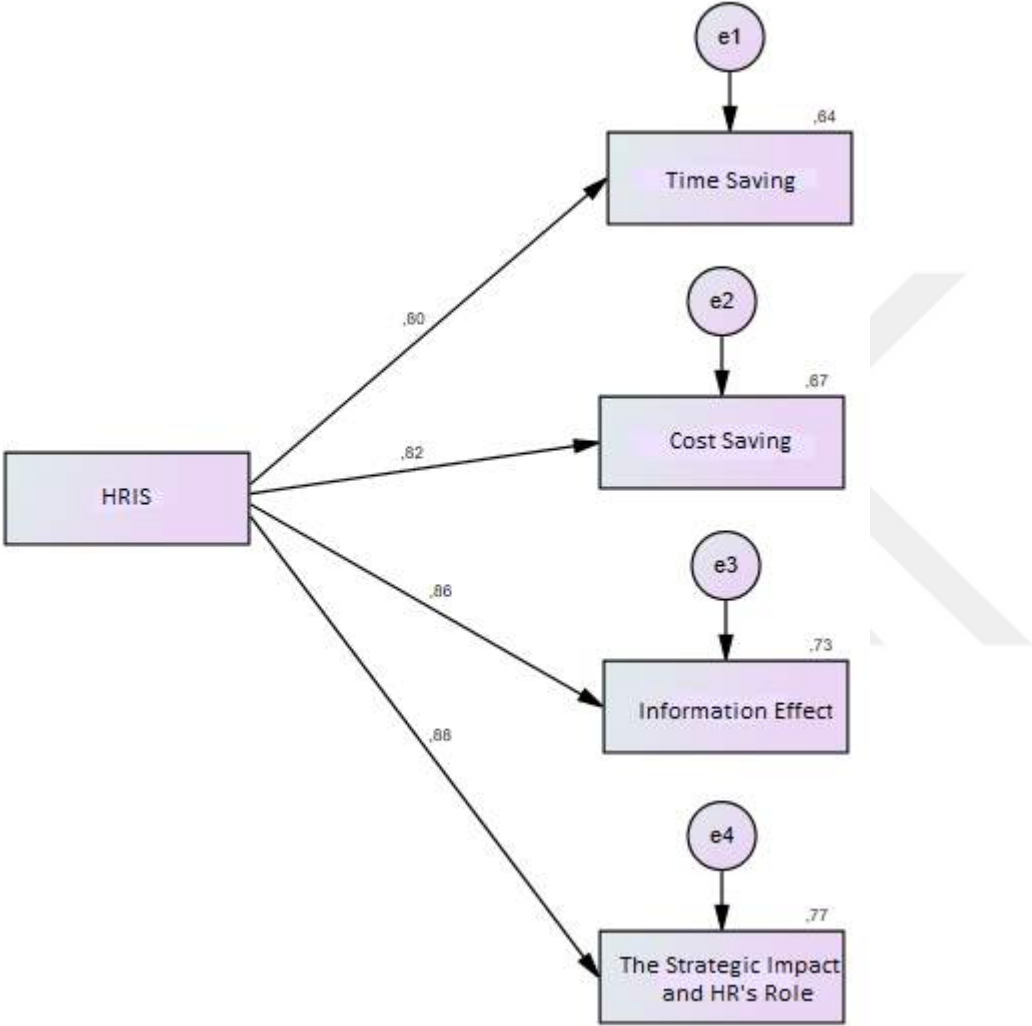 e1
,64
Time Saving
e2
,80
,67
Cost Saving
,82
HRIS
e3
,86
,73
Information Effect
,88
e4
,77
The Strategic Impact
and HR's Role